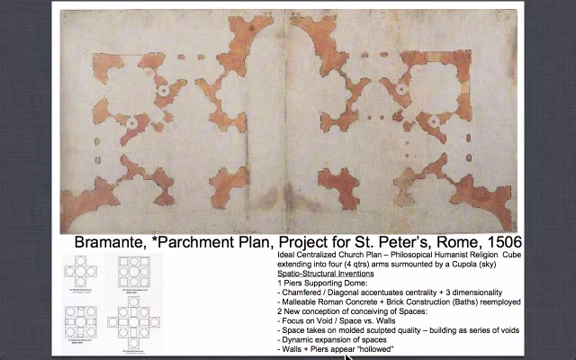 Bramante, *Parchment Plan, Project for St. Peter's, Rome, 1506
Ideal Centralized Church Plan – Philosopical Humanist Religion Cube
extending into four (4 qtrs) arms surmounted by a Cupola (sky)
Spatio-Structural Inventions
1 Piers Supporting Dome:
- Chamfered / Diagonal accentuates centrality + 3 dimensionality
- Malleable Roman Concrete + Brick Construction (Baths) reemployed
2 New conception of conceiving of Spaces:
- Focus on Void / Space vs. Walls
- Space takes on molded sculpted quality – building as series of voids
- Dynamic expansion of spaces
- Walls + Piers appear "hollowed"